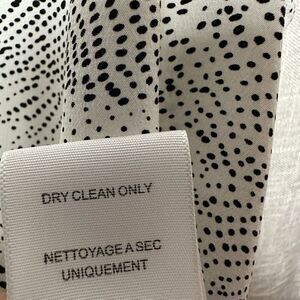 DRY CLEAN ONLY
NETTOYAGE A SEC
UNIQUEMENT